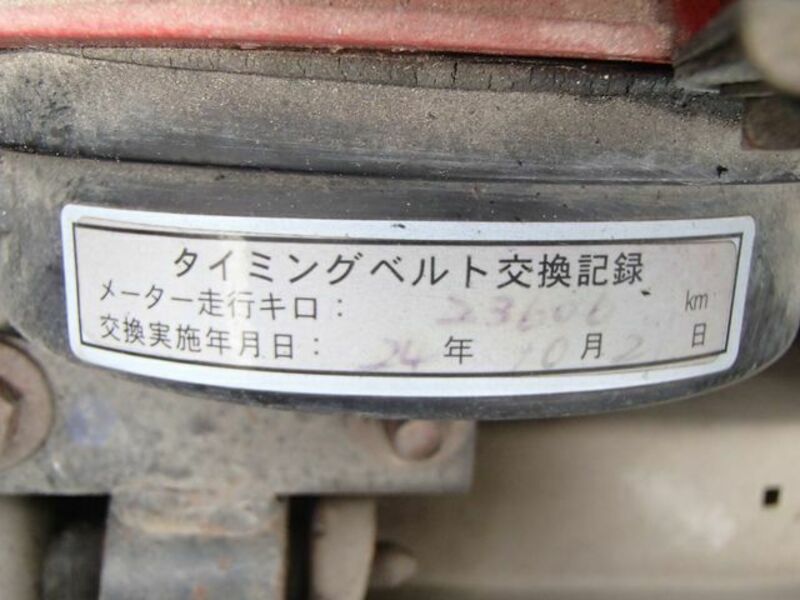 タイミングベルト交換記録
メーター走行キロ： 23606 km
交換実施年月日： 24 年 10 月 2 日